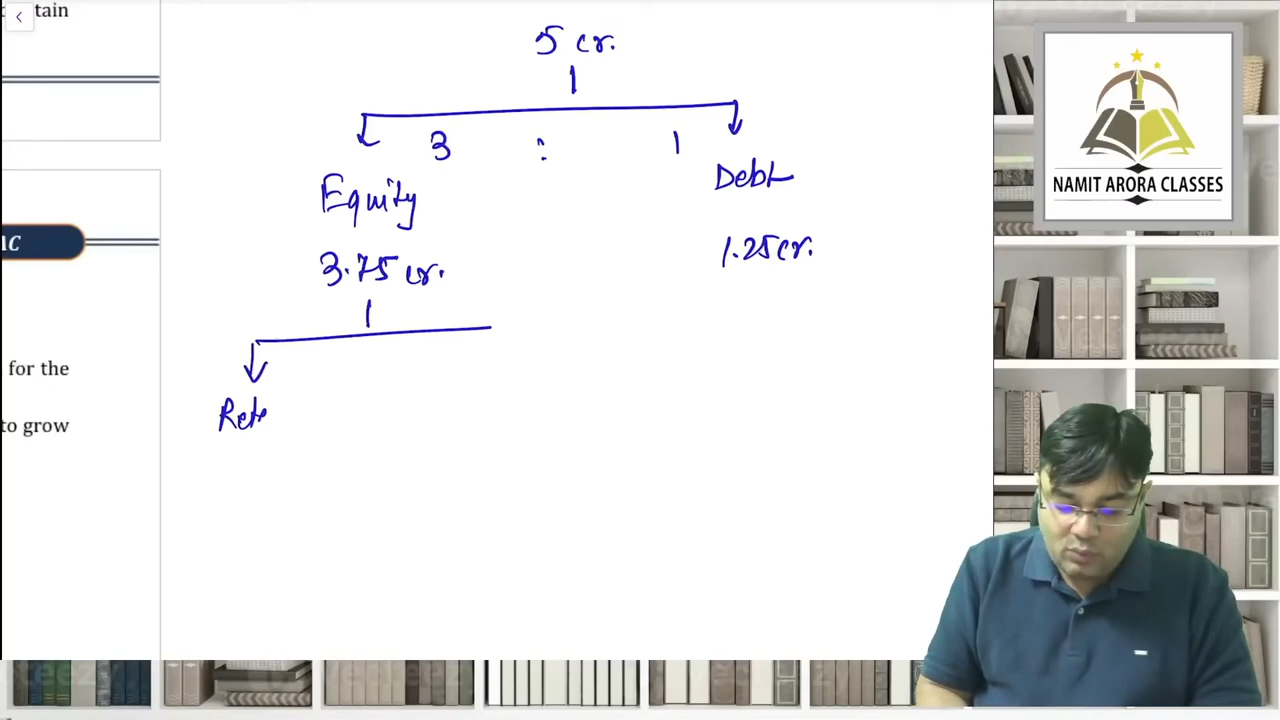 tain
5 cr.
3 : 1
Equity
Debt
3.75 cr.
1.25 cr.
Rete
AC
for the
to grow
NAMIT ARORA CLASSES